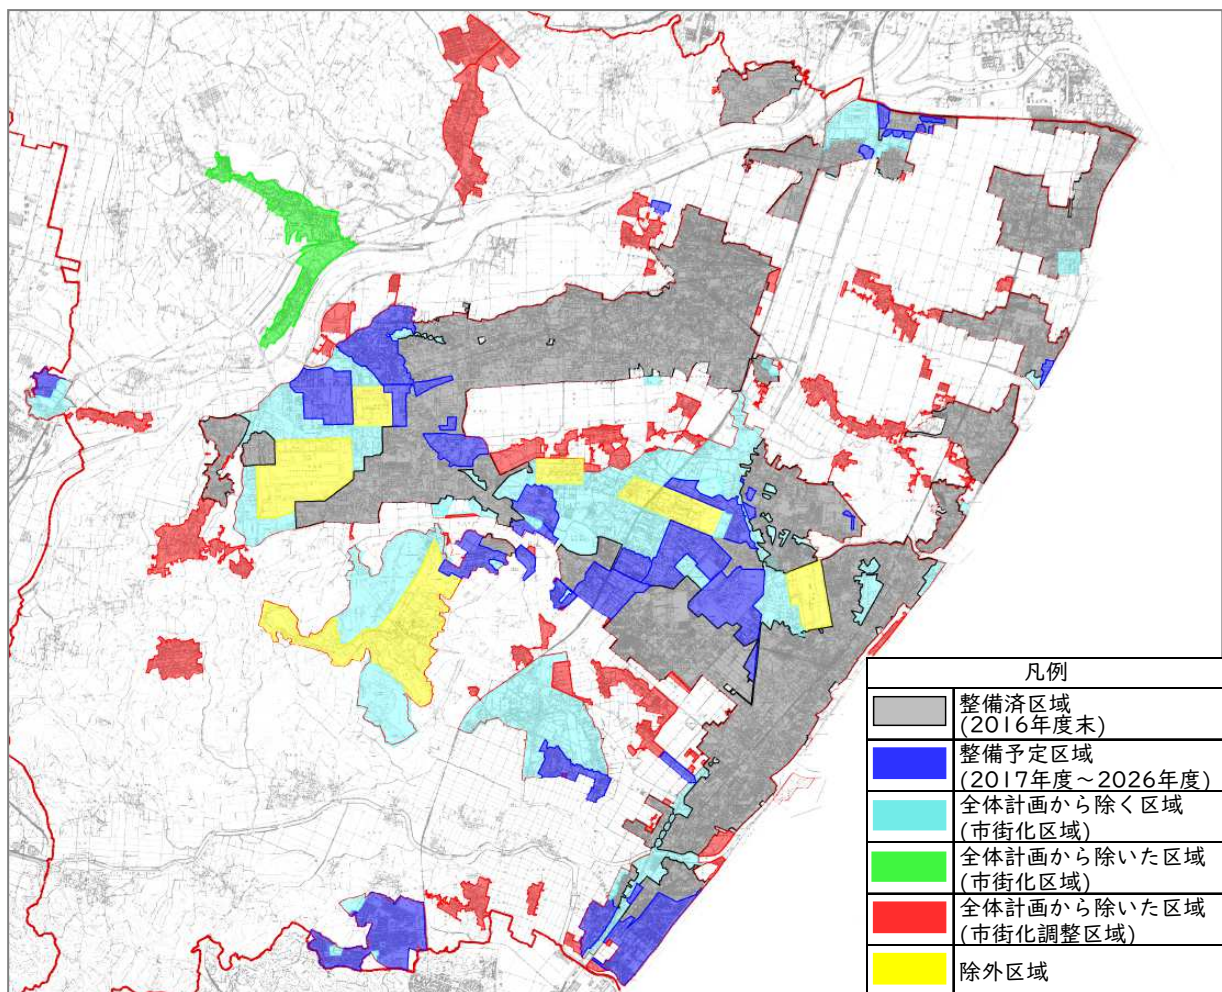 凡例
整備済区域
(2016年度末)
整備予定区域
(2017年度～2026年度)
全体計画から除く区域
(市街化区域)
全体計画から除いた区域
(市街化区域)
全体計画から除いた区域
(市街化調整区域)
除外区域